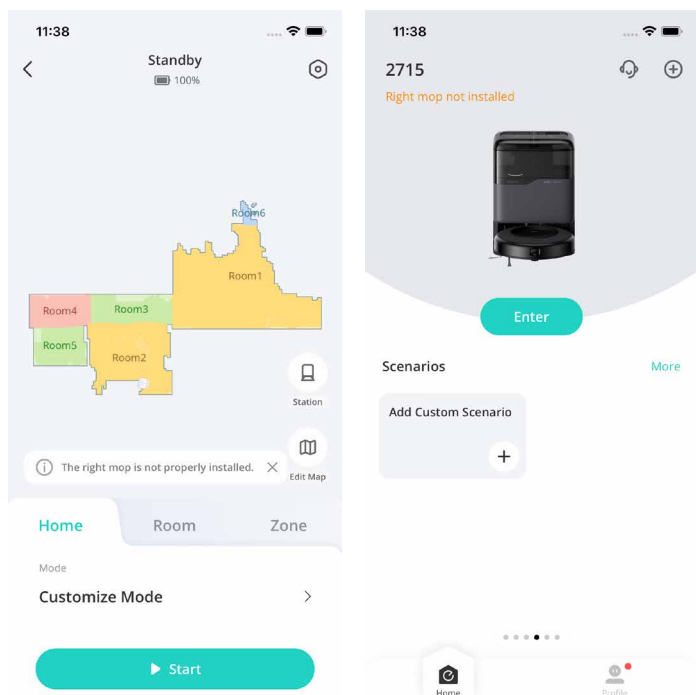 11:38
Standby
100%
Room6
Room1
Room4
Room3
Room5
Room2
Station
The right mop is not properly installed.
Edit Map
Home
Room
Zone
Mode
Customize Mode
Start
11:38
2715
Right mop not installed
Enter
Scenarios
More
Add Custom Scenario
Home
Profile